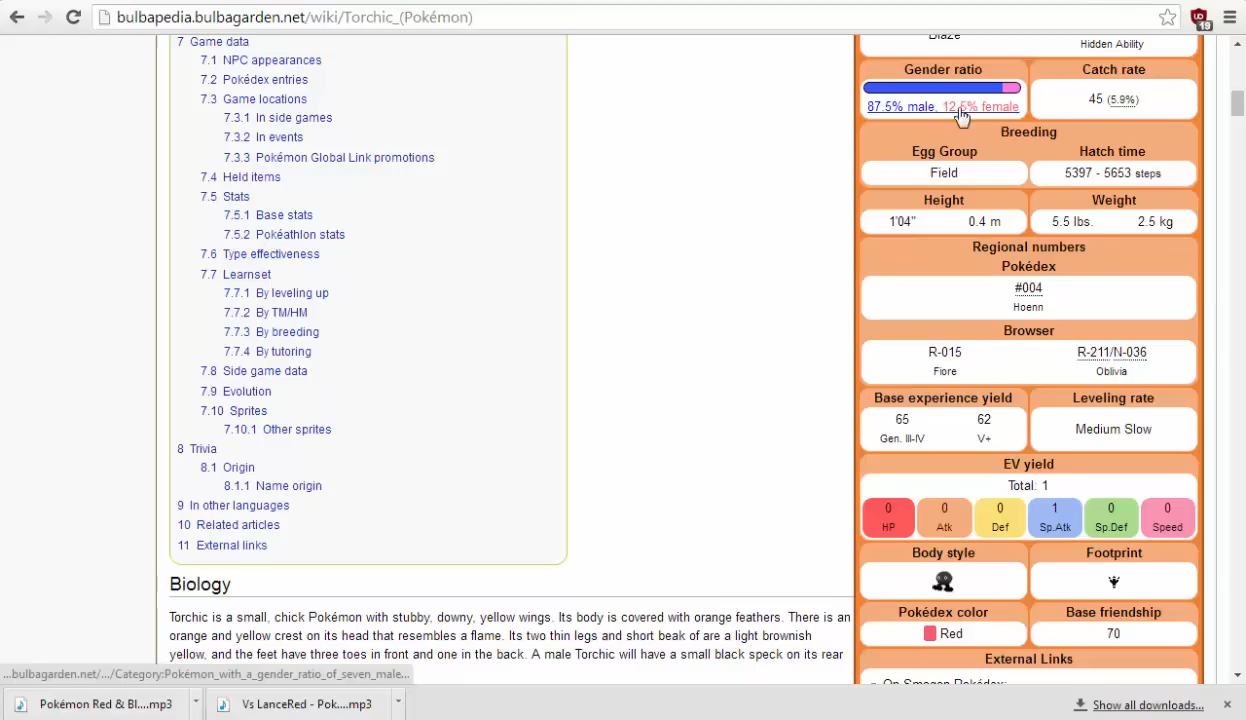 bulbapedia.bulbagarden.net/wiki/Torchic_(Pokémon)
19
7 Game data
7.1 NPC appearances
7.2 Pokédex entries
7.3 Game locations
7.3.1 In side games
7.3.2 In events
7.3.3 Pokémon Global Link promotions
7.4 Held items
7.5 Stats
7.5.1 Base stats
7.5.2 Pokéathlon stats
7.6 Type effectiveness
7.7 Learnset
7.7.1 By leveling up
7.7.2 By TM/HM
7.7.3 By breeding
7.7.4 By tutoring
7.8 Side game data
7.9 Evolution
7.10 Sprites
7.10.1 Other sprites
8 Trivia
8.1 Origin
8.1.1 Name origin
9 In other languages
10 Related articles
11 External links
Biology
Torchic is a small, chick Pokémon with stubby, downy, yellow wings. Its body is covered with orange feathers. There is an
orange and yellow crest on its head that resembles a flame. Its two thin legs and short beak of are a light brownish
yellow, and the feet have three toes in front and one in the back. A male Torchic will have a small black speck on its rear
Blaze
Hidden Ability
Gender ratio Catch rate
87.5% male, 12.5% female 45 (5.9%)
Breeding
Egg Group Hatch time
Field 5397 - 5653 steps
Height Weight
1'04" 0.4 m 5.5 lbs. 2.5 kg
Regional numbers
Pokédex
#004
Hoenn
Browser
R-015 R-211/N-036
Fiore Oblivia
Base experience yield Leveling rate
65 62 Medium Slow
Gen. III-IV V+
EV yield
Total: 1
0 0 0 1 0 0
HP Atk Def Sp.Atk Sp.Def Speed
Body style Footprint
Pokédex color Base friendship
Red 70
External Links
On Smogon Pokédex:
...bulbagarden.net/.../Category:Pokémon_with_a_gender_ratio_of_seven_male...
Pokémon Red & Bl....mp3 Vs LanceRed - Pok....mp3 Show all downloads...